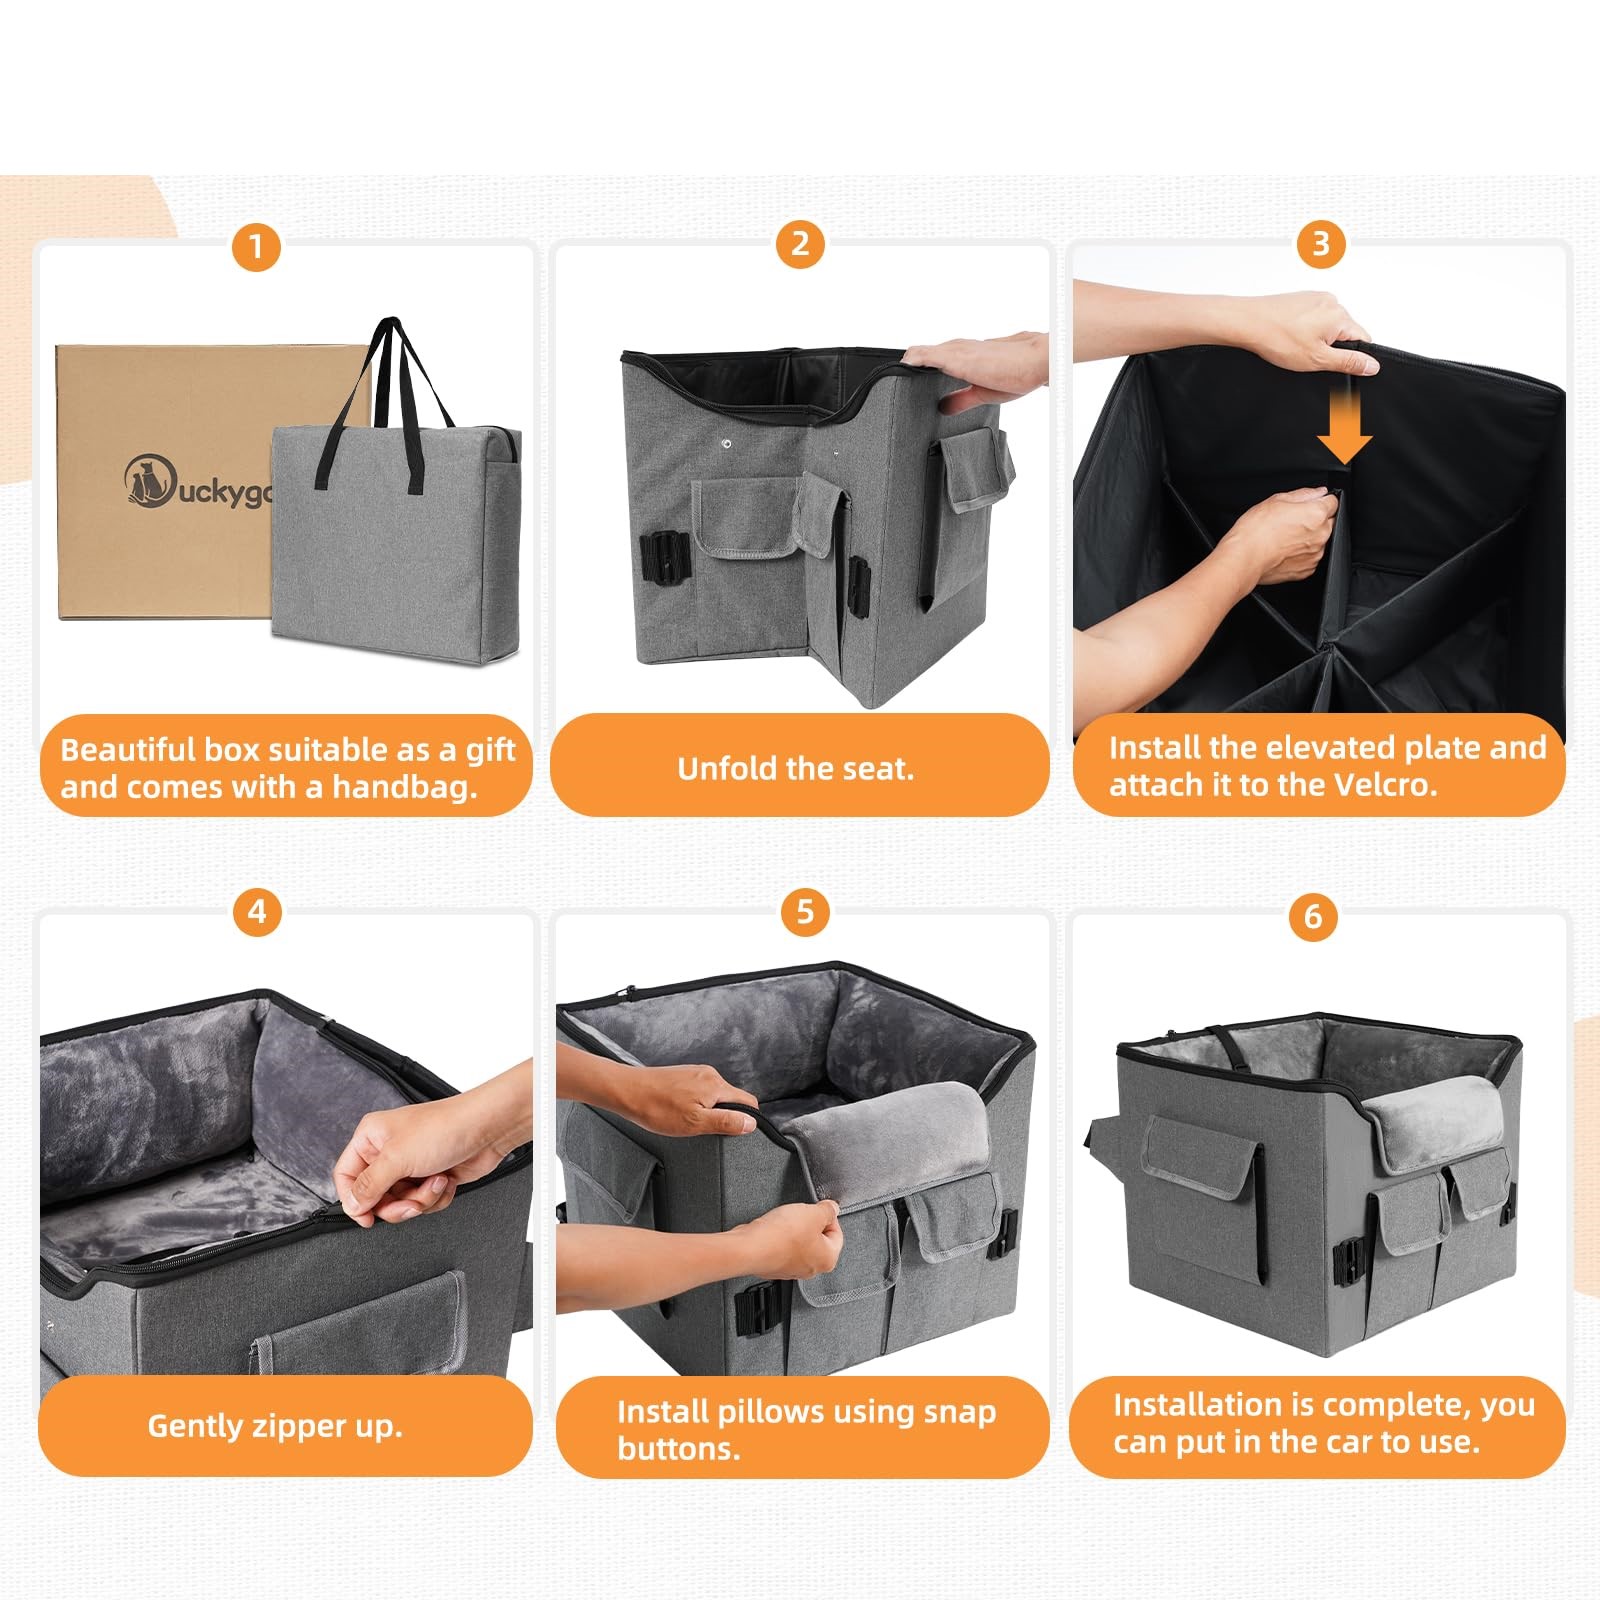 1
uckygo
Beautiful box suitable as a gift
and comes with a handbag.
2
Unfold the seat.
3
Install the elevated plate and
attach it to the Velcro.
4
Gently zipper up.
5
Install pillows using snap
buttons.
6
Installation is complete, you
can put in the car to use.